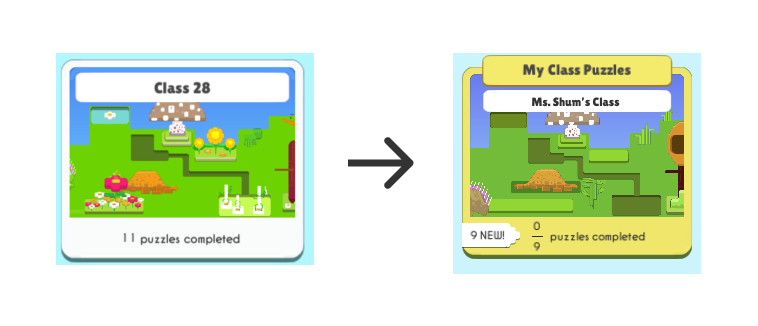 Class 28
11 puzzles completed
My Class Puzzles
Ms. Shum's Class
9 NEW!
0
9
puzzles completed